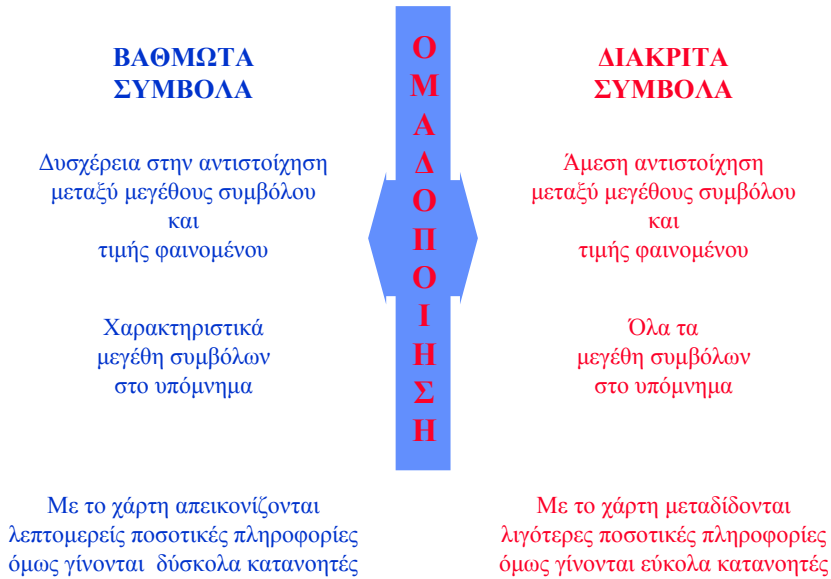 ΒΑΘΜΩΤΑ
ΣΥΜΒΟΛΑ
Δυσχέρεια στην αντιστοίχηση
μεταξύ μεγέθους συμβόλου
και
τιμής φαινομένου
Χαρακτηριστικά
μεγέθη συμβόλων
στο υπόμνημα
Με το χάρτη απεικονίζονται
λεπτομερείς ποσοτικές πληροφορίες
όμως γίνονται δύσκολα κατανοητές
Ο
Μ
Α
Δ
Ο
Π
Ο
Ι
Η
Σ
Η
ΔΙΑΚΡΙΤΑ
ΣΥΜΒΟΛΑ
Άμεση αντιστοίχηση
μεταξύ μεγέθους συμβόλου
και
τιμής φαινομένου
Όλα τα
μεγέθη συμβόλων
στο υπόμνημα
Με το χάρτη μεταδίδονται
λιγότερες ποσοτικές πληροφορίες
όμως γίνονται εύκολα κατανοητές